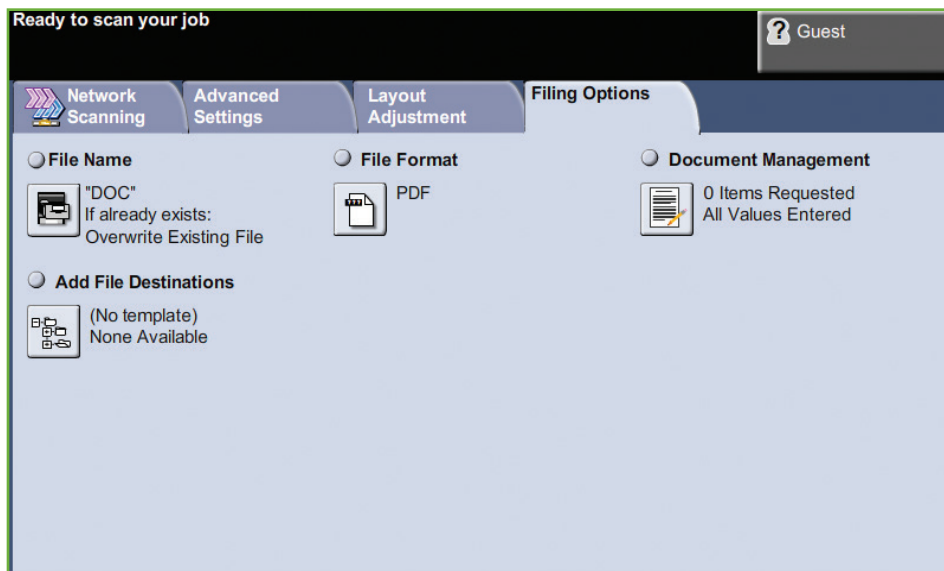 Ready to scan your job
? Guest
Network
Scanning
Advanced
Settings
Layout
Adjustment
Filing Options
File Name
"DOC"
If already exists:
Overwrite Existing File
File Format
PDF
Document Management
0 Items Requested
All Values Entered
Add File Destinations
(No template)
None Available